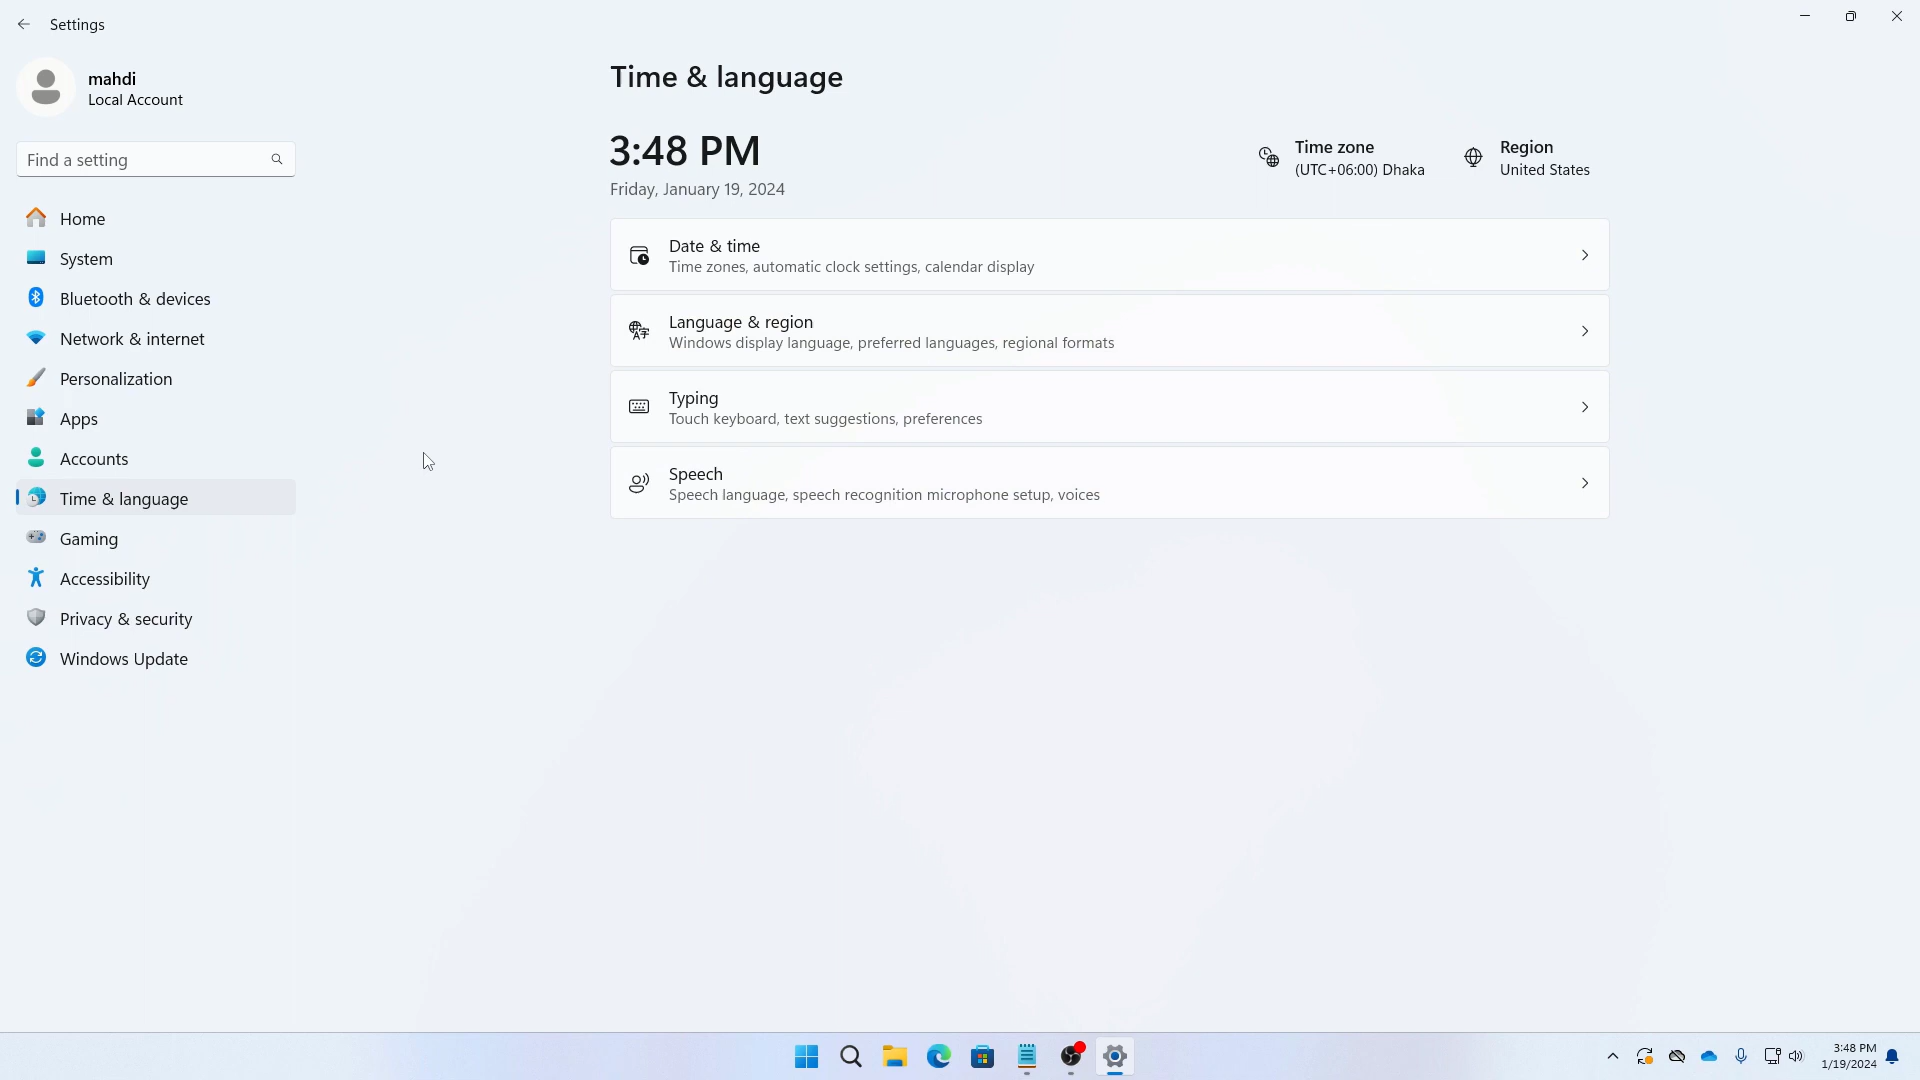 Settings
mahdi
Local Account
Find a setting
Home
System
Bluetooth & devices
Network & internet
Personalization
Apps
Accounts
Time & language
Gaming
Accessibility
Privacy & security
Windows Update
Time & language
3:48 PM
Friday, January 19, 2024
Time zone
(UTC+06:00) Dhaka
Region
United States
Date & time
Time zones, automatic clock settings, calendar display
Language & region
Windows display language, preferred languages, regional formats
Typing
Touch keyboard, text suggestions, preferences
Speech
Speech language, speech recognition microphone setup, voices
3:48 PM
1/19/2024